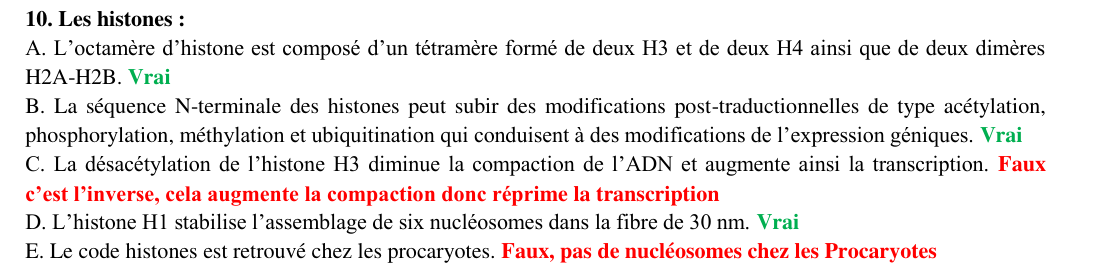 10. Les histones :
A. L’octamère d’histone est composé d’un tétramère formé de deux H3 et de deux H4 ainsi que de deux dimères
H2A-H2B. Vrai
B. La séquence N-terminale des histones peut subir des modifications post-traductionnelles de type acétylation,
phosphorylation, méthylation et ubiquitination qui conduisent à des modifications de l’expression géniques. Vrai
C. La désacétylation de l’histone H3 diminue la compaction de l’ADN et augmente ainsi la transcription. Faux
c’est l’inverse, cela augmente la compaction donc réprime la transcription
D. L’histone H1 stabilise l’assemblage de six nucléosomes dans la fibre de 30 nm. Vrai
E. Le code histones est retrouvé chez les procaryotes. Faux, pas de nucléosomes chez les Procaryotes